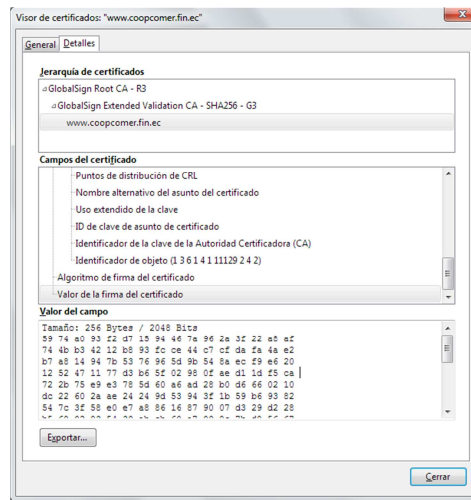 Visor de certificados: "www.coopcomer.fin.ec"
General Detalles
Jerarquía de certificados
GlobalSign Root CA - R3
GlobalSign Extended Validation CA - SHA256 - G3
www.coopcomer.fin.ec
Campos del certificado
Puntos de distribución de CRL
Nombre alternativo del asunto del certificado
Uso extendido de la clave
ID de clave de asunto de certificado
Identificador de la clave de la Autoridad Certificadora (CA)
Identificador de objeto (1 3 6 1 4 1 11129 2 4 2)
Algoritmo de firma del certificado
Valor de la firma del certificado
Valor del campo
Tamaño: 256 Bytes / 2048 Bits
59 74 a0 93 f2 d7 15 94 46 7a 96 2a 3f 22 a8 af
74 4b b3 42 12 b8 93 fc ce 44 c7 cf da fa 4a e2
b7 a8 14 94 7b 53 76 96 5d 9b 54 8a ec f9 e6 20
12 52 47 11 77 d3 b6 5f 02 98 0f ae d1 1d f5 ca
72 2b 75 e9 e3 78 5d 60 a6 ad 28 b0 d6 66 02 10
dc 22 60 2a ae 24 24 9d 53 94 3f 1b 59 b6 93 82
54 7c 3f 58 e0 e7 a8 86 16 87 90 07 d3 29 d2 28
Exportar...
Cerrar